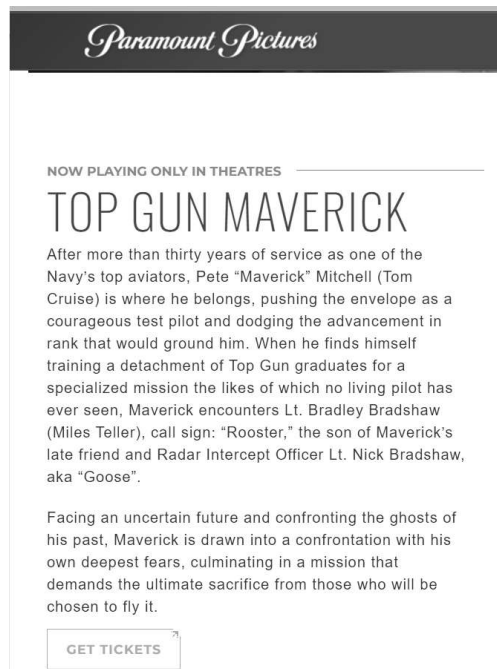 Paramount Pictures
NOW PLAYING ONLY IN THEATRES
TOP GUN MAVERICK
After more than thirty years of service as one of the
Navy's top aviators, Pete “Maverick” Mitchell (Tom
Cruise) is where he belongs, pushing the envelope as a
courageous test pilot and dodging the advancement in
rank that would ground him. When he finds himself
training a detachment of Top Gun graduates for a
specialized mission the likes of which no living pilot has
ever seen, Maverick encounters Lt. Bradley Bradshaw
(Miles Teller), call sign: “Rooster,” the son of Maverick's
late friend and Radar Intercept Officer Lt. Nick Bradshaw,
aka “Goose”.
Facing an uncertain future and confronting the ghosts of
his past, Maverick is drawn into a confrontation with his
own deepest fears, culminating in a mission that
demands the ultimate sacrifice from those who will be
chosen to fly it.
GET TICKETS